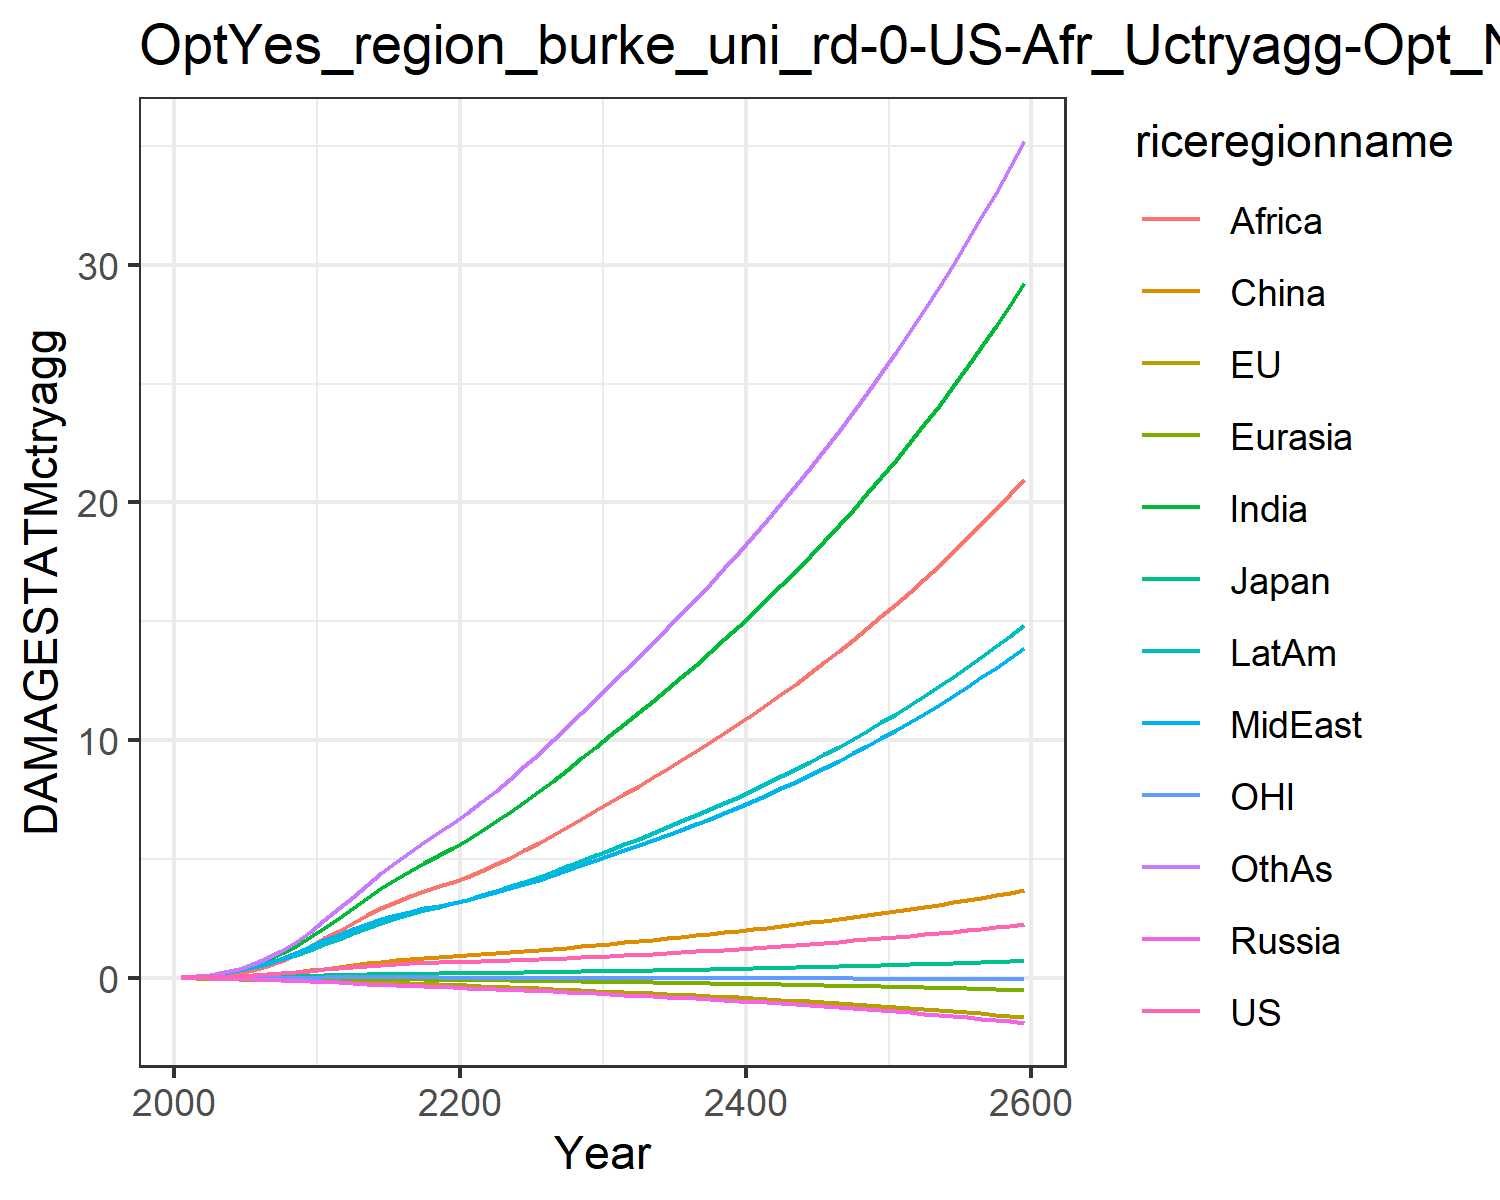 OptYes_region_burke_uni_rd-0-US-Afr_Uctryagg-Opt_N
DAMAGESTATMctryagg
30
20
10
0
2000
2200
2400
2600
Year
riceregionname
Africa
China
EU
Eurasia
India
Japan
LatAm
MidEast
OHI
OthAs
Russia
US